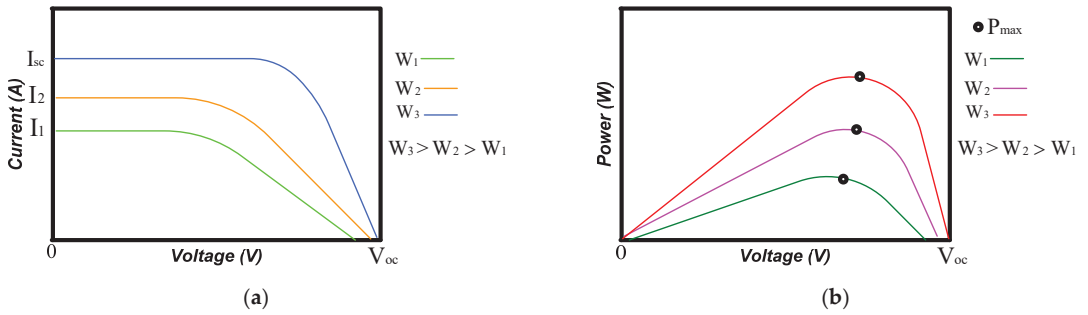 Current (A)
Isc
I2
I1
0
Voltage (V)
Voc
W1
W2
W3
W3 > W2 > W1
(a)
Power (W)
0
Voltage (V)
Voc
Pmax
W1
W2
W3
W3 > W2 > W1
(b)